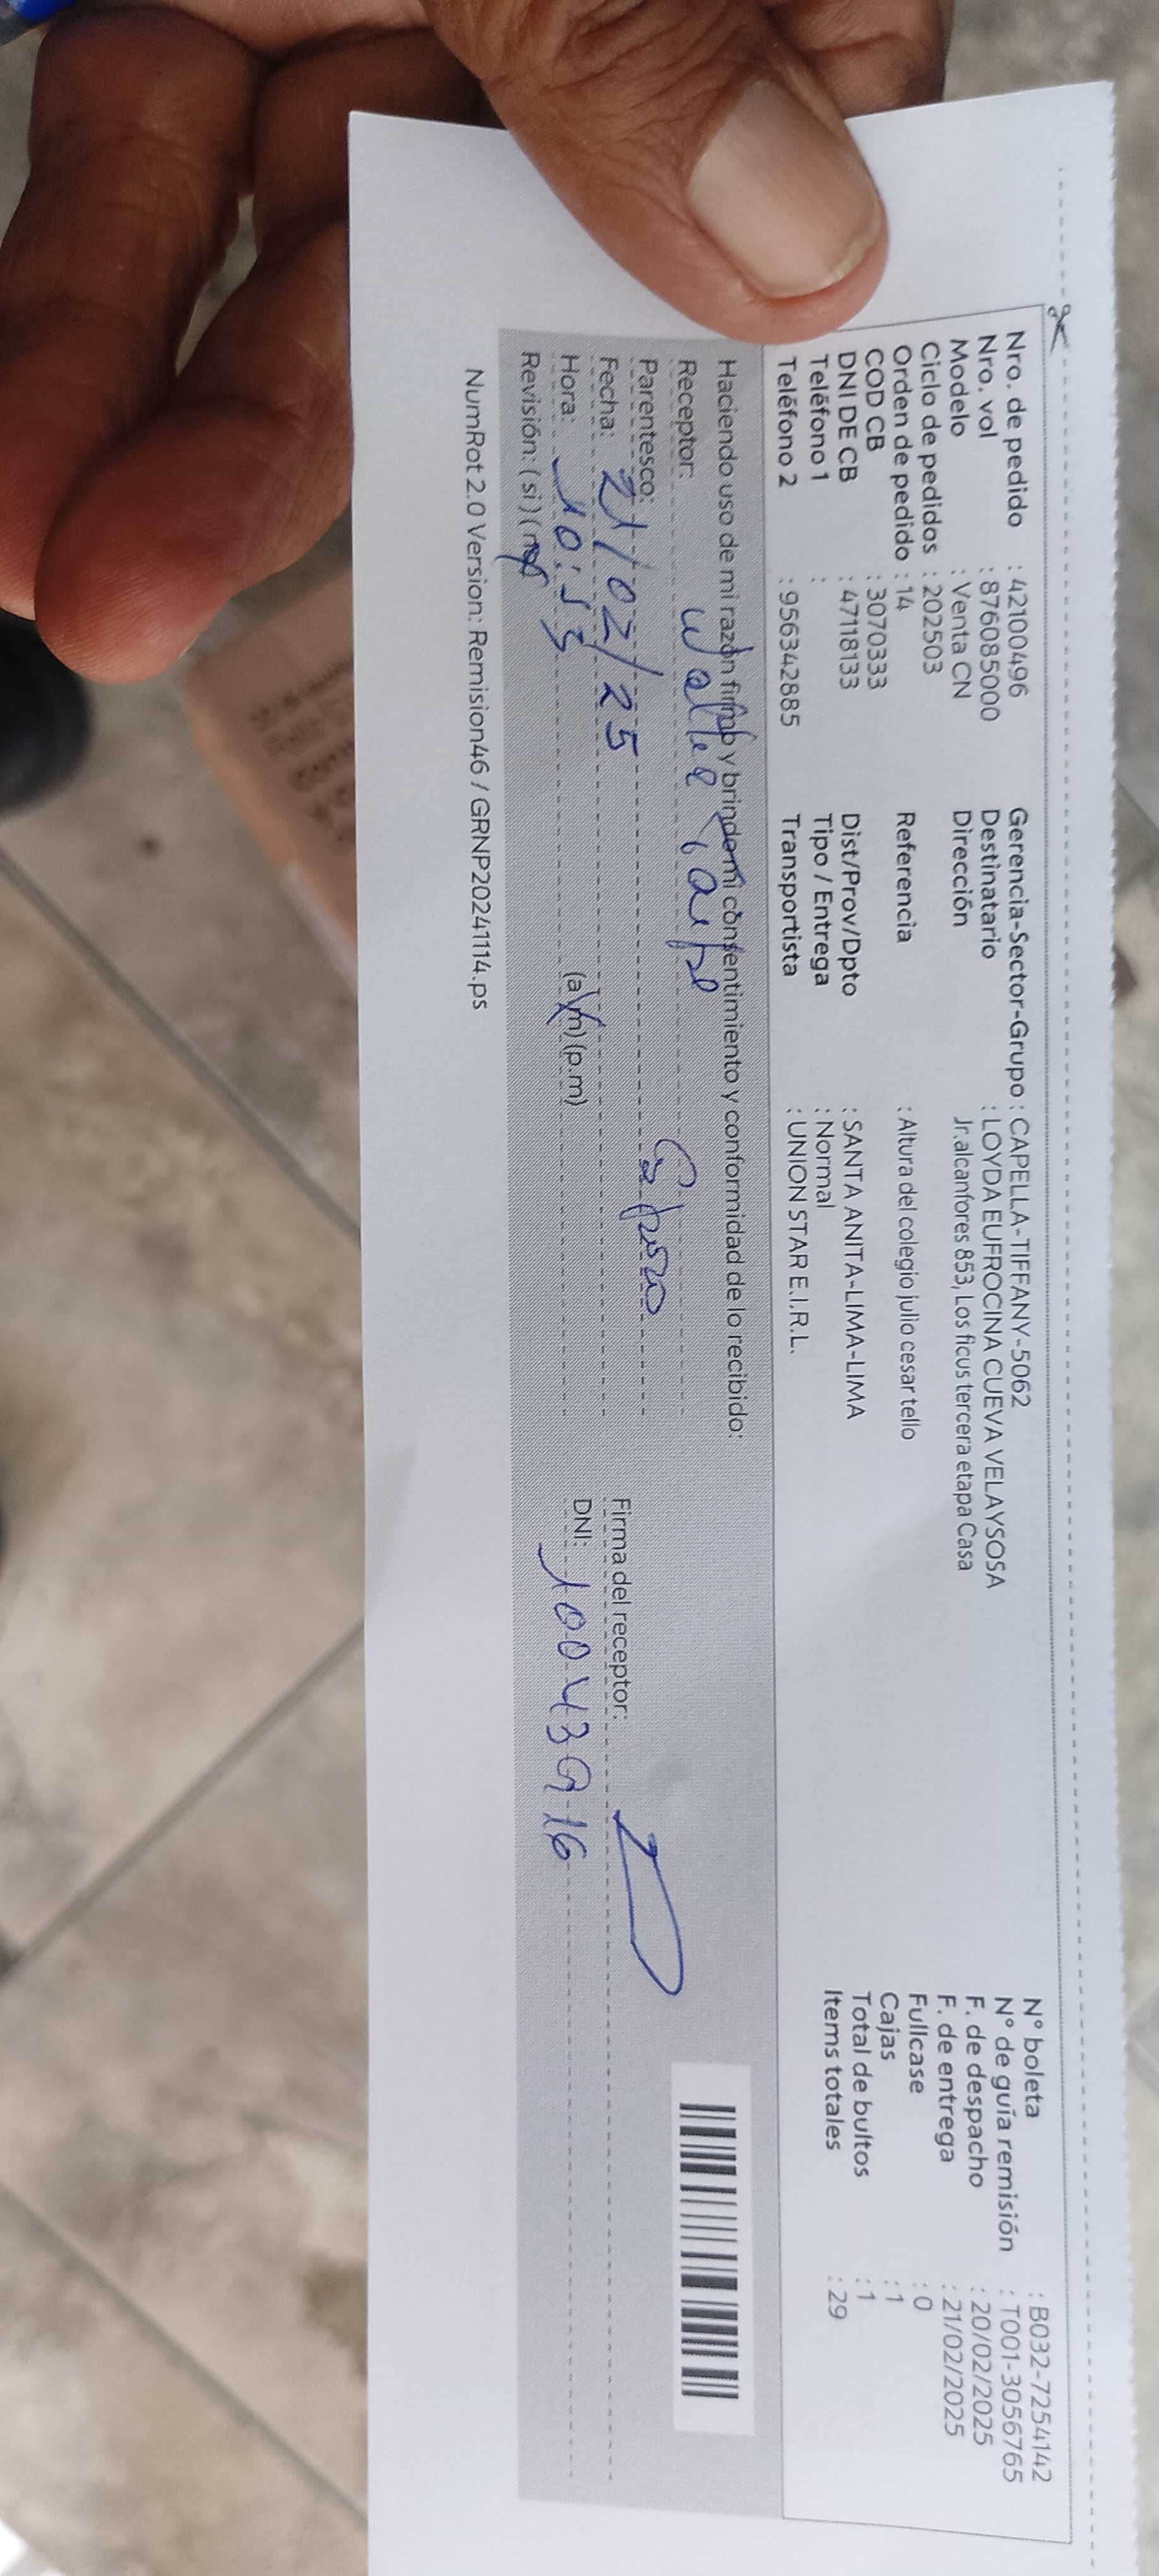 Nro. de pedido : 42100496 Gerencia-Sector-Grupo : CAPELLA-TIFFANY-5062 N° boleta : B032-7254142
Nro. vol : 876085000 Destinatario : LOYDA EUFROCINA CUEVA VELAYSOSA N° de guía remisión : T001-3056765
Modelo : Venta CN Dirección Jr.alcanfores 853, Los ficus tercera etapa Casa F. de despacho : 20/02/2025
Ciclo de pedidos : 202503 F. de entrega : 21/02/2025
Orden de pedido : 14 Referencia : Altura del colegio julio cesar tello Fullcase : 0
COD CB : 3070333 Cajas : 1
DNI DE CB : 47118133 Dist/Prov/Dpto : SANTA ANITA-LIMA-LIMA Total de bultos : 1
Teléfono 1 : Tipo / Entrega : Normal Items totales : 29
Teléfono 2 : 956342885 Transportista : UNION STAR E.I.R.L.
Haciendo uso de mi razón firmo y brindo mi consentimiento y conformidad de lo recibido:
Receptor:
Parentesco: Esposo
Fecha: 21/02/25 Firma del receptor:
Hora: 10:53 (a.m) (p.m) DNI: 10043916
Revisión: (si) (no)
NumRot 2.0 Version: Remision46 / GRNP20241114.ps